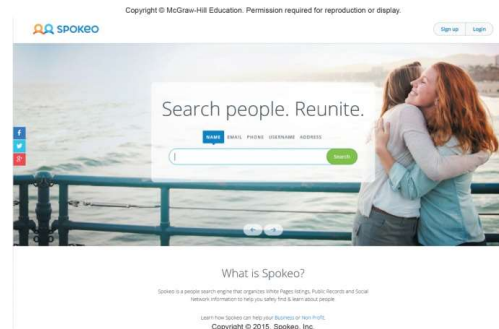 Copyright © McGraw-Hill Education. Permission required for reproduction or display.
SPOKEO
Sign up
Login
Search people. Reunite.
NAME EMAIL PHONE USERNAME ADDRESS
Search
What is Spokeo?
Spokeo is a people search engine that organizes White Pages listings, Public Records and Social
Network information to help you safely find & learn about people.
Learn how Spokeo can help your Business or Non Profit.
Copyright © 2015, Spokeo, Inc.